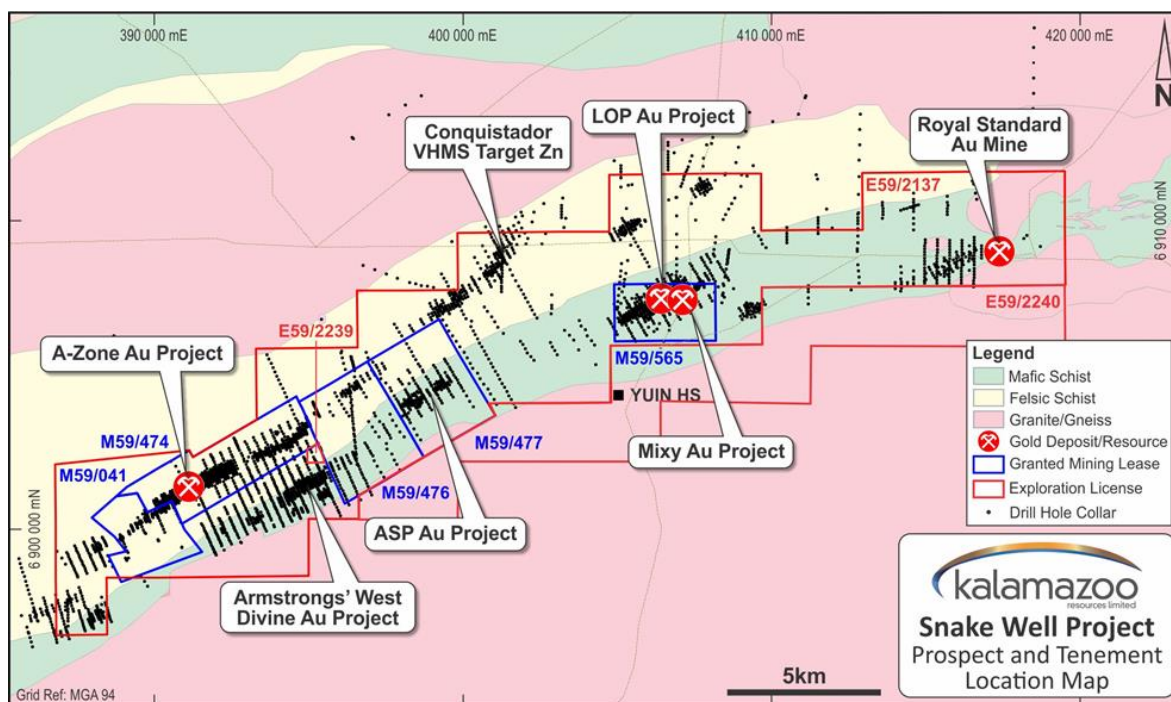 390 000 mE
400 000 mE
410 000 mE
420 000 mE
N
LOP Au Project
Conquistador
VHMS Target Zn
Royal Standard
Au Mine
E59/2137
6 910 000 mN
E59/2240
E59/2239
A-Zone Au Project
M59/565
YUIN HS
M59/474
M59/041
M59/477
M59/476
Mixy Au Project
ASP Au Project
6 900 000 mN
Armstrongs' West
Divine Au Project
Legend
Mafic Schist
Felsic Schist
Granite/Gneiss
Gold Deposit/Resource
Granted Mining Lease
Exploration License
Drill Hole Collar
kalamazoo
resources limited
Snake Well Project
Prospect and Tenement
Location Map
5km
Grid Ref: MGA 94